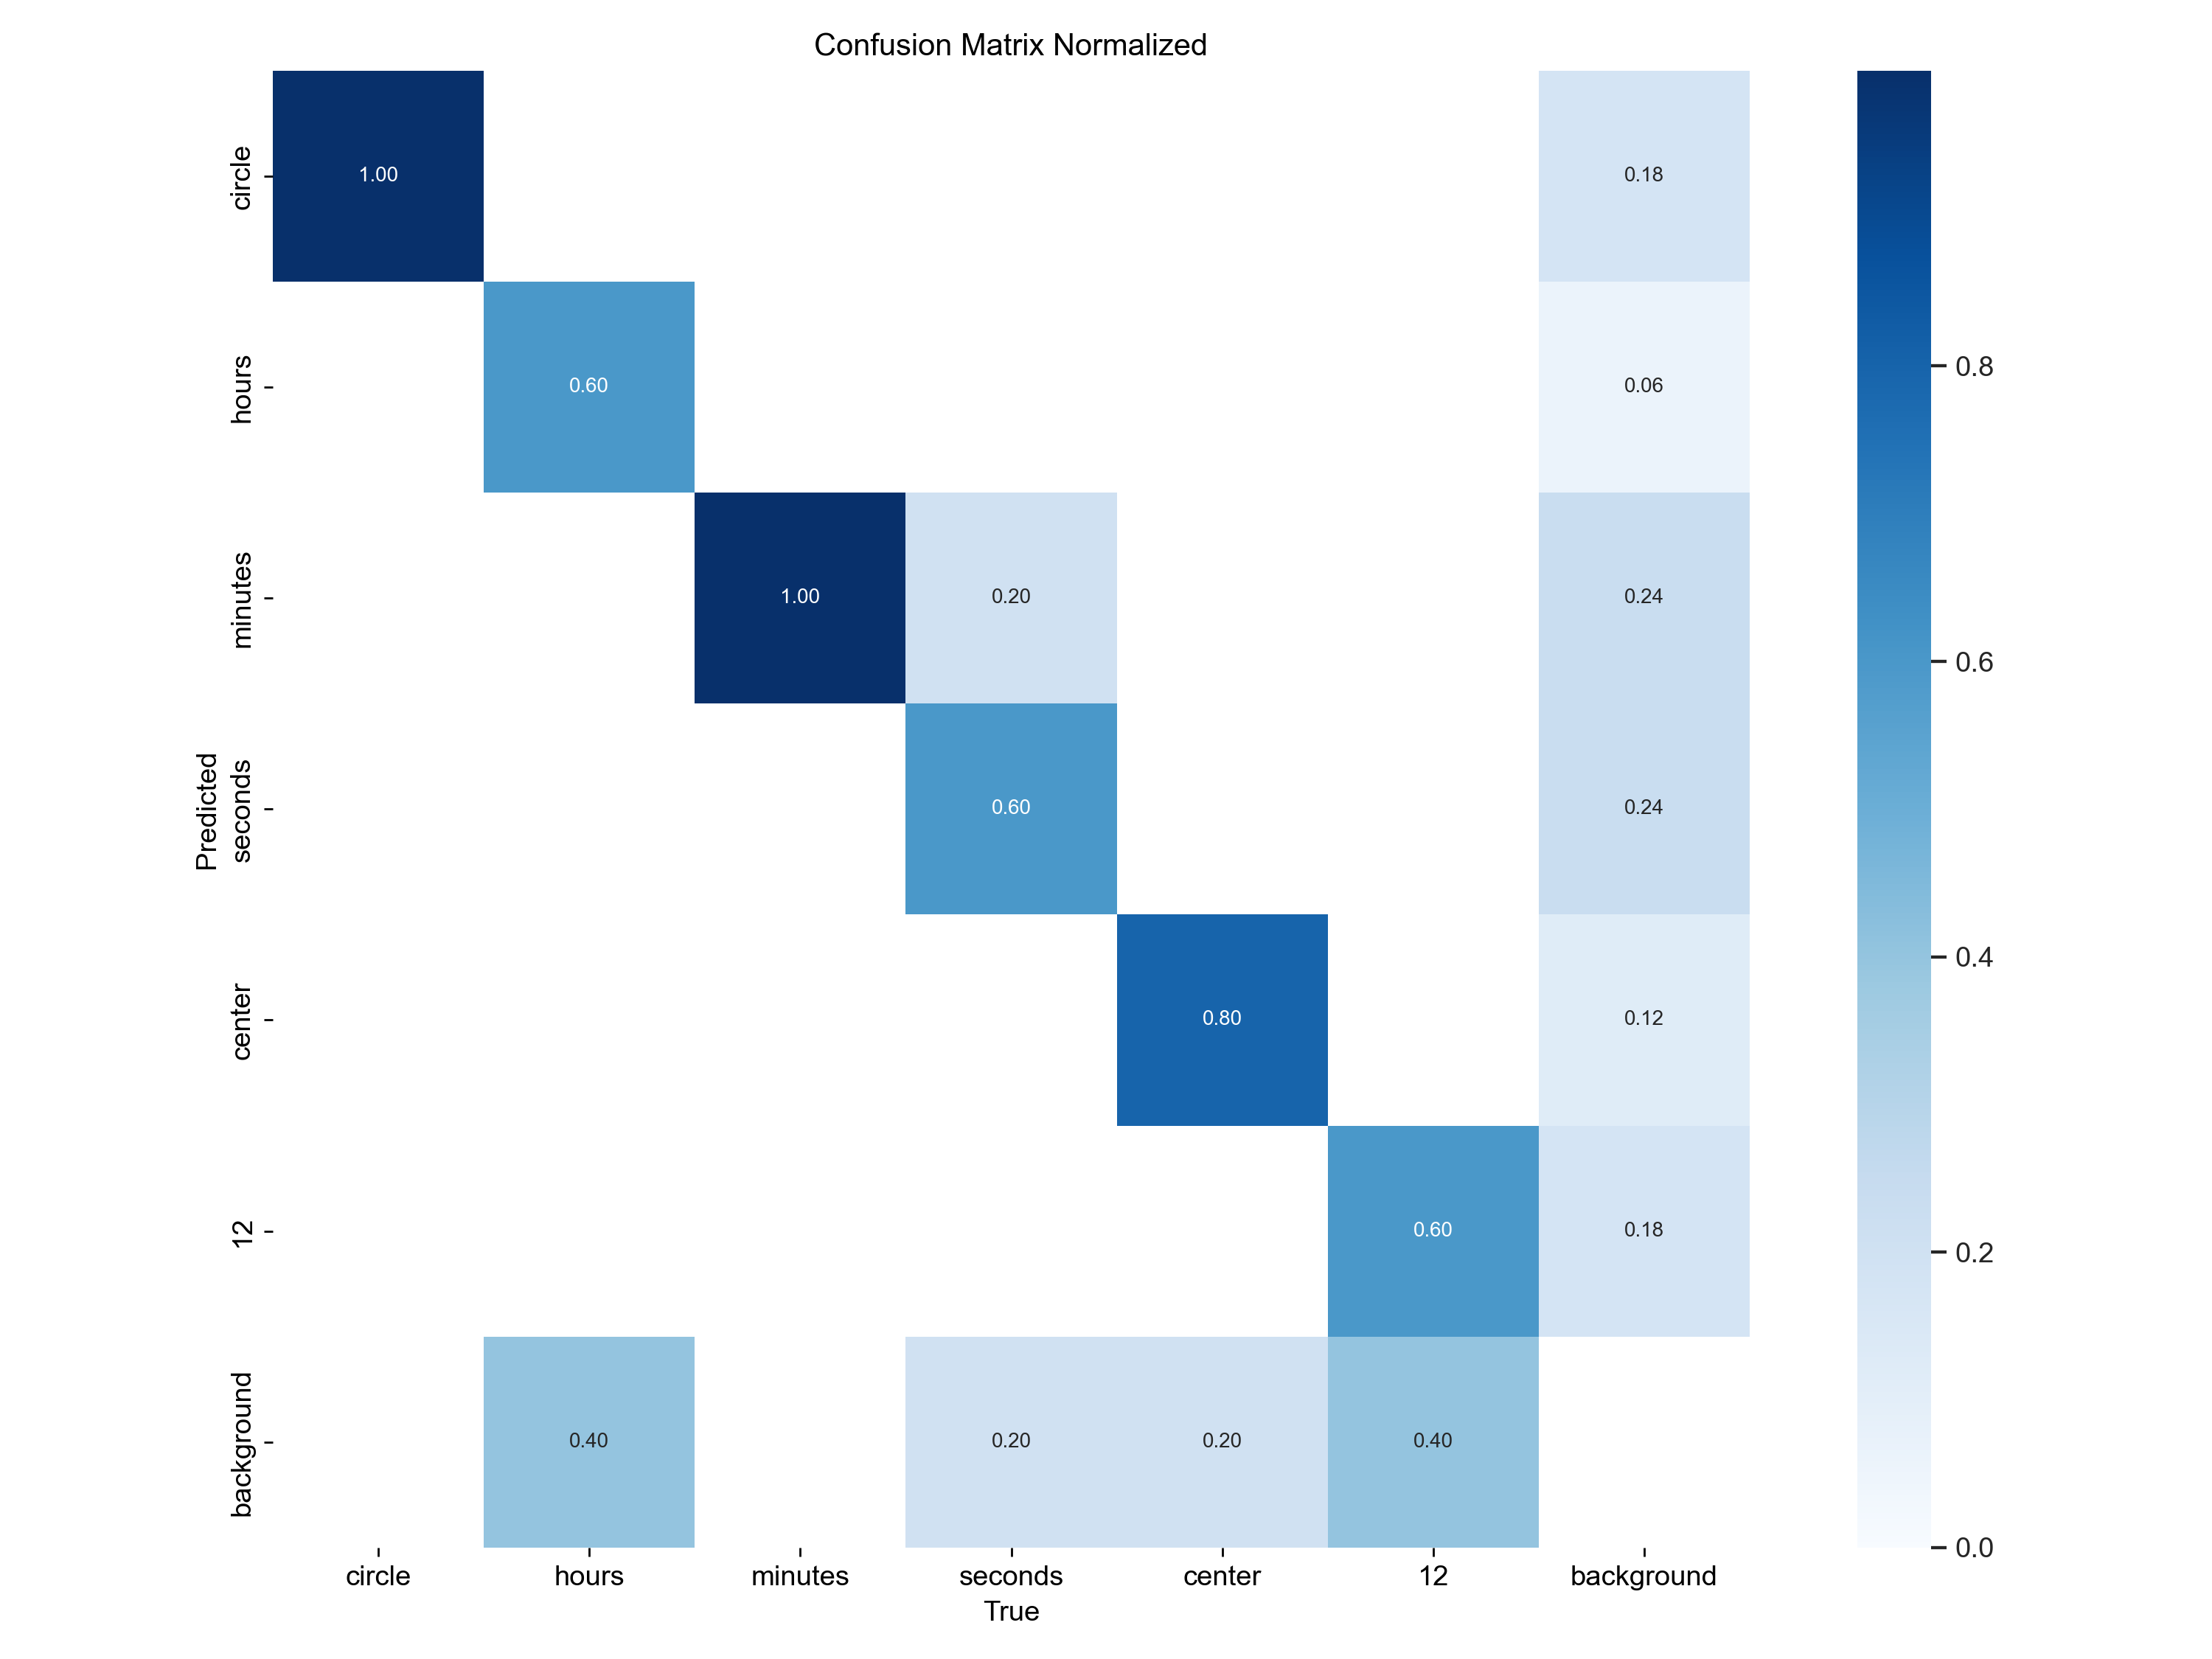 Confusion Matrix Normalized
circle
1.00
0.18
hours
0.60
0.06
minutes
1.00
0.20
0.24
Predicted
seconds
0.60
0.24
center
0.80
0.12
12
0.60
0.18
background
0.40
0.20
0.20
0.40
circle hours minutes seconds center 12 background
True
0.8
0.6
0.4
0.2
0.0